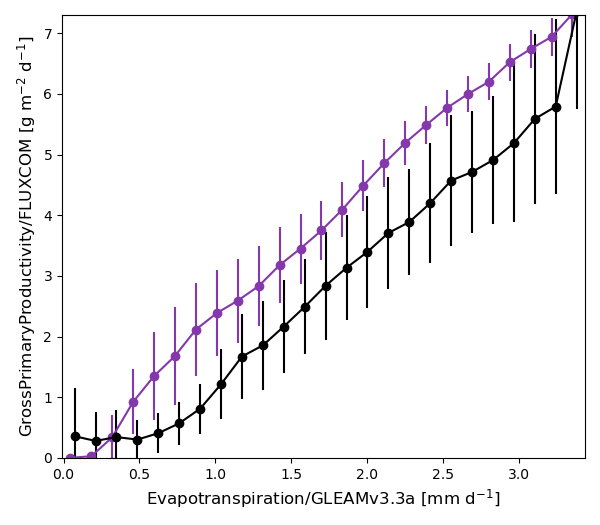 GrossPrimaryProductivity/FLUXCOM [g m⁻² d⁻¹]
7
6
5
4
3
2
1
0
0.0 0.5 1.0 1.5 2.0 2.5 3.0
Evapotranspiration/GLEAMv3.3a [mm d⁻¹]